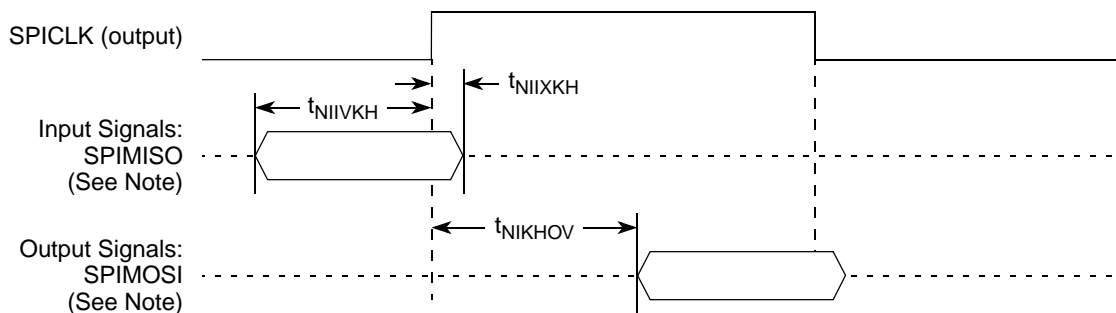 SPICLK (output)
tNIIXKH
tNIIVKH
Input Signals:
SPIMISO
(See Note)
tNIKHOV
Output Signals:
SPIMOSI
(See Note)